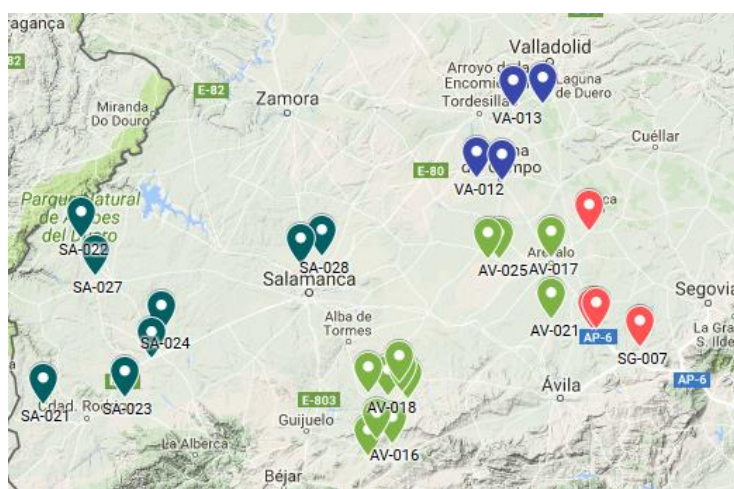 ragança
82
Valladolid
Arroyo de la
Encomi
Laguna
de Duero
Tordesilla
E-82
Miranda
Do Douro
Zamora
VA-013
Cuéllar
E-80
VA-012
Parque Natural
de
del Duero
SA-022
SA-027
SA-028
Salamanca
AV-025
AV-017
Segovia
Alba de
Tormes
SA-024
AV-021
AP-6
SG-007
La Gra
S. Ilde
AP-6
Ávila
SA-021
SA-023
E-803
AV-018
Guijuelo
La Alberca
AV-016
Béjar